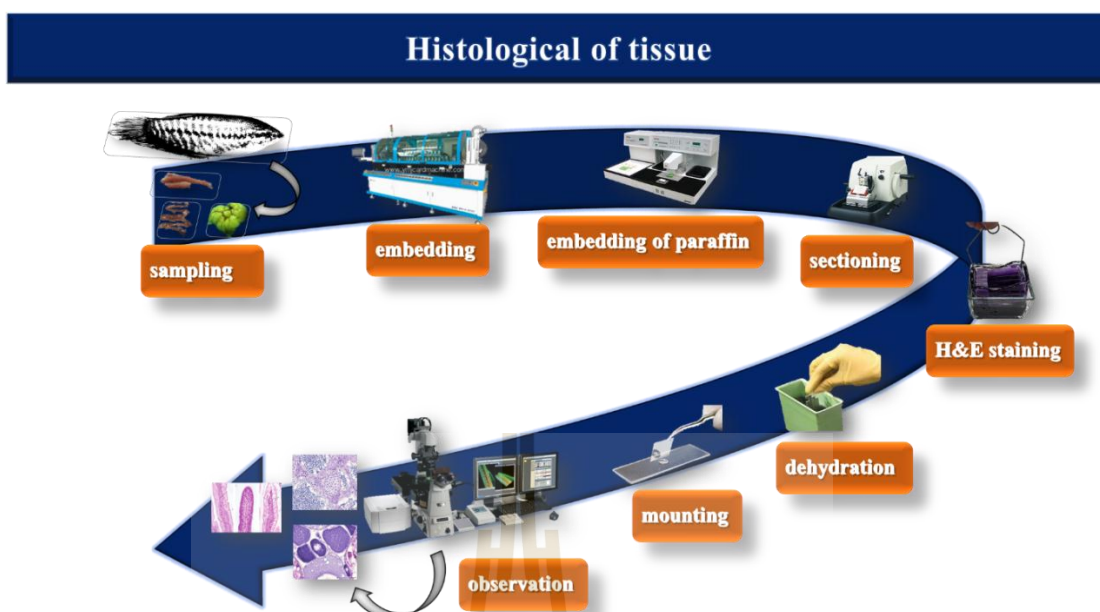 Histological of tissue
sampling
embedding
embedding of paraffin
sectioning
H&E staining
dehydration
mounting
observation